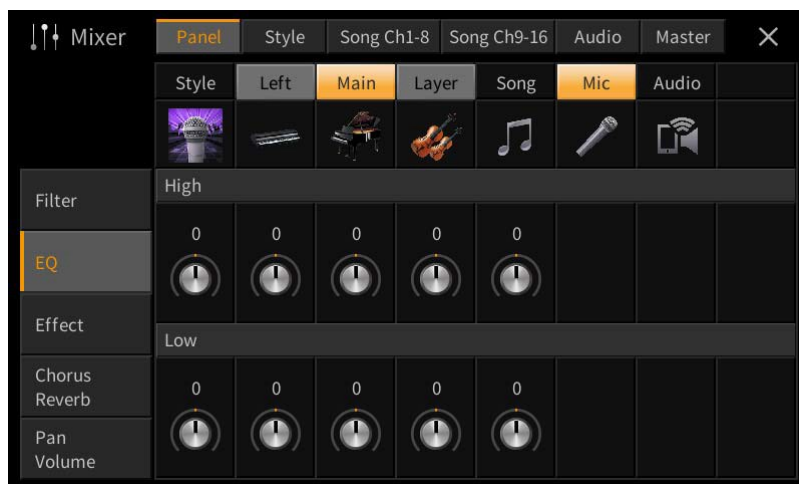 Mixer
Panel Style Song Ch1-8 Song Ch9-16 Audio Master
Style Left Main Layer Song Mic Audio
Filter
EQ
Effect
Chorus
Reverb
Pan
Volume
High
0 0 0 0 0
Low
0 0 0 0 0